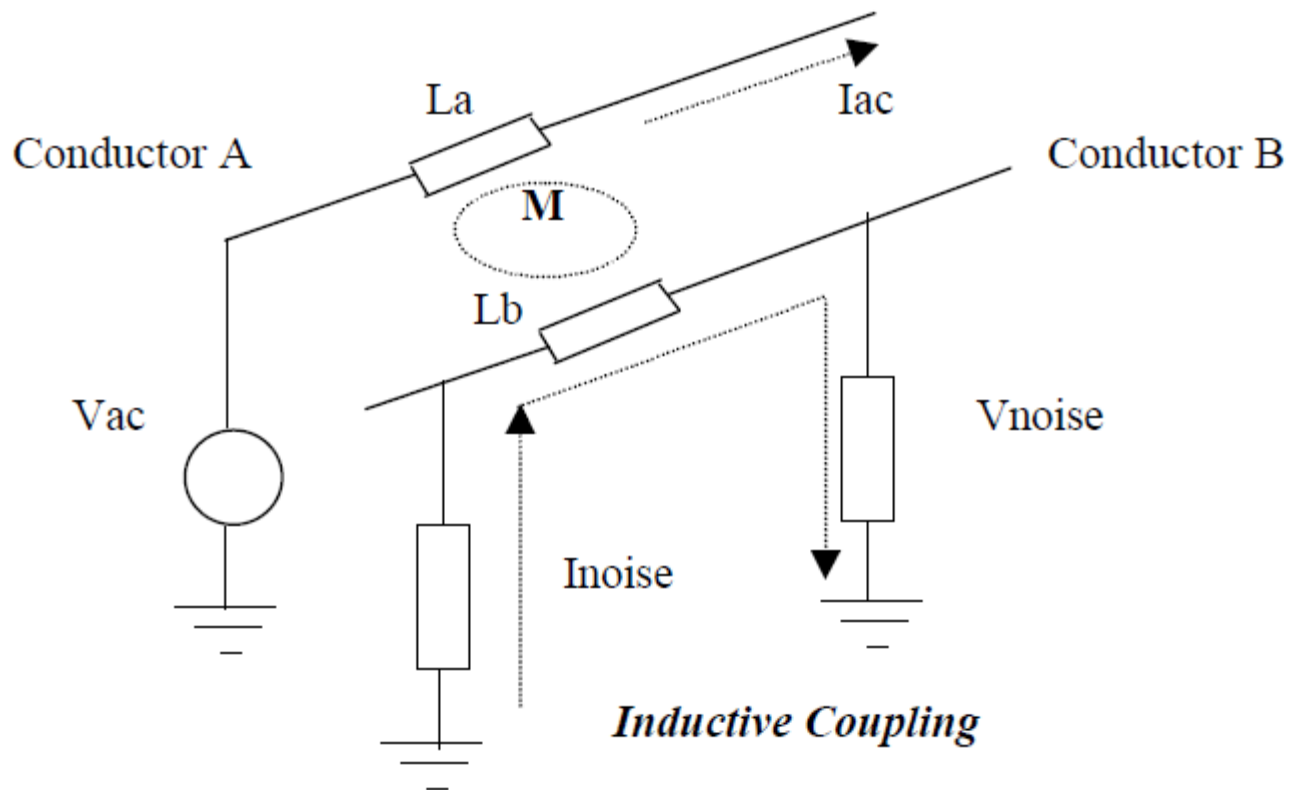 La
Iac
Conductor A
Conductor B
M
Lb
Vac
Vnoise
Inoise
Inductive Coupling